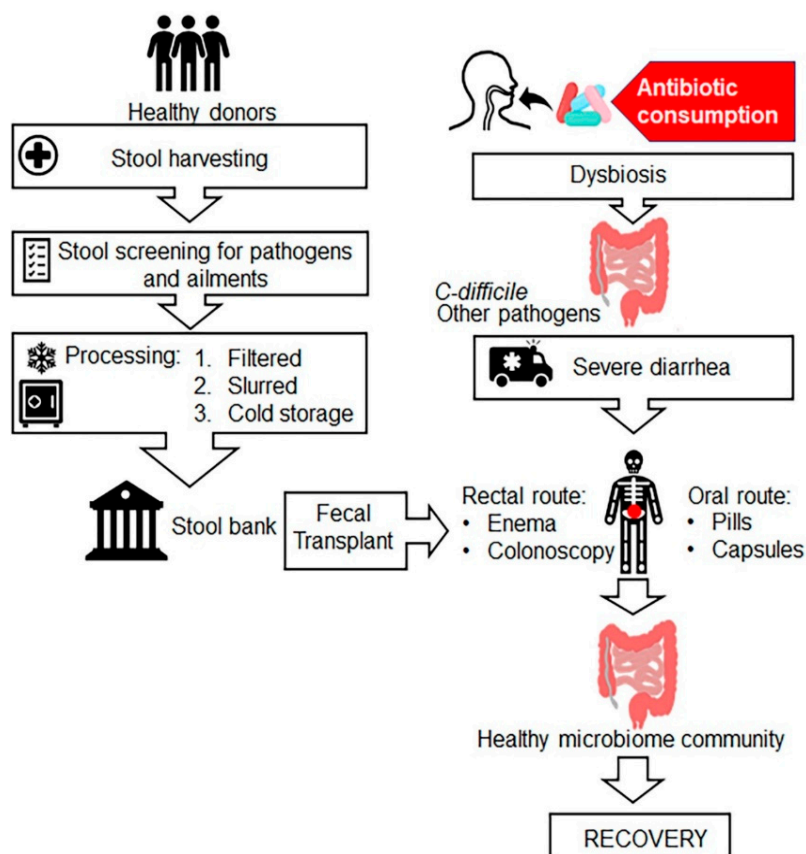 Healthy donors
Stool harvesting
Stool screening for pathogens
and ailments
Processing:
1. Filtered
2. Slurred
3. Cold storage
Stool bank
Fecal
Transplant
Antibiotic
consumption
Dysbiosis
C-difficile
Other pathogens
Severe diarrhea
Rectal route:
• Enema
• Colonoscopy
Oral route:
• Pills
• Capsules
Healthy microbiome community
RECOVERY